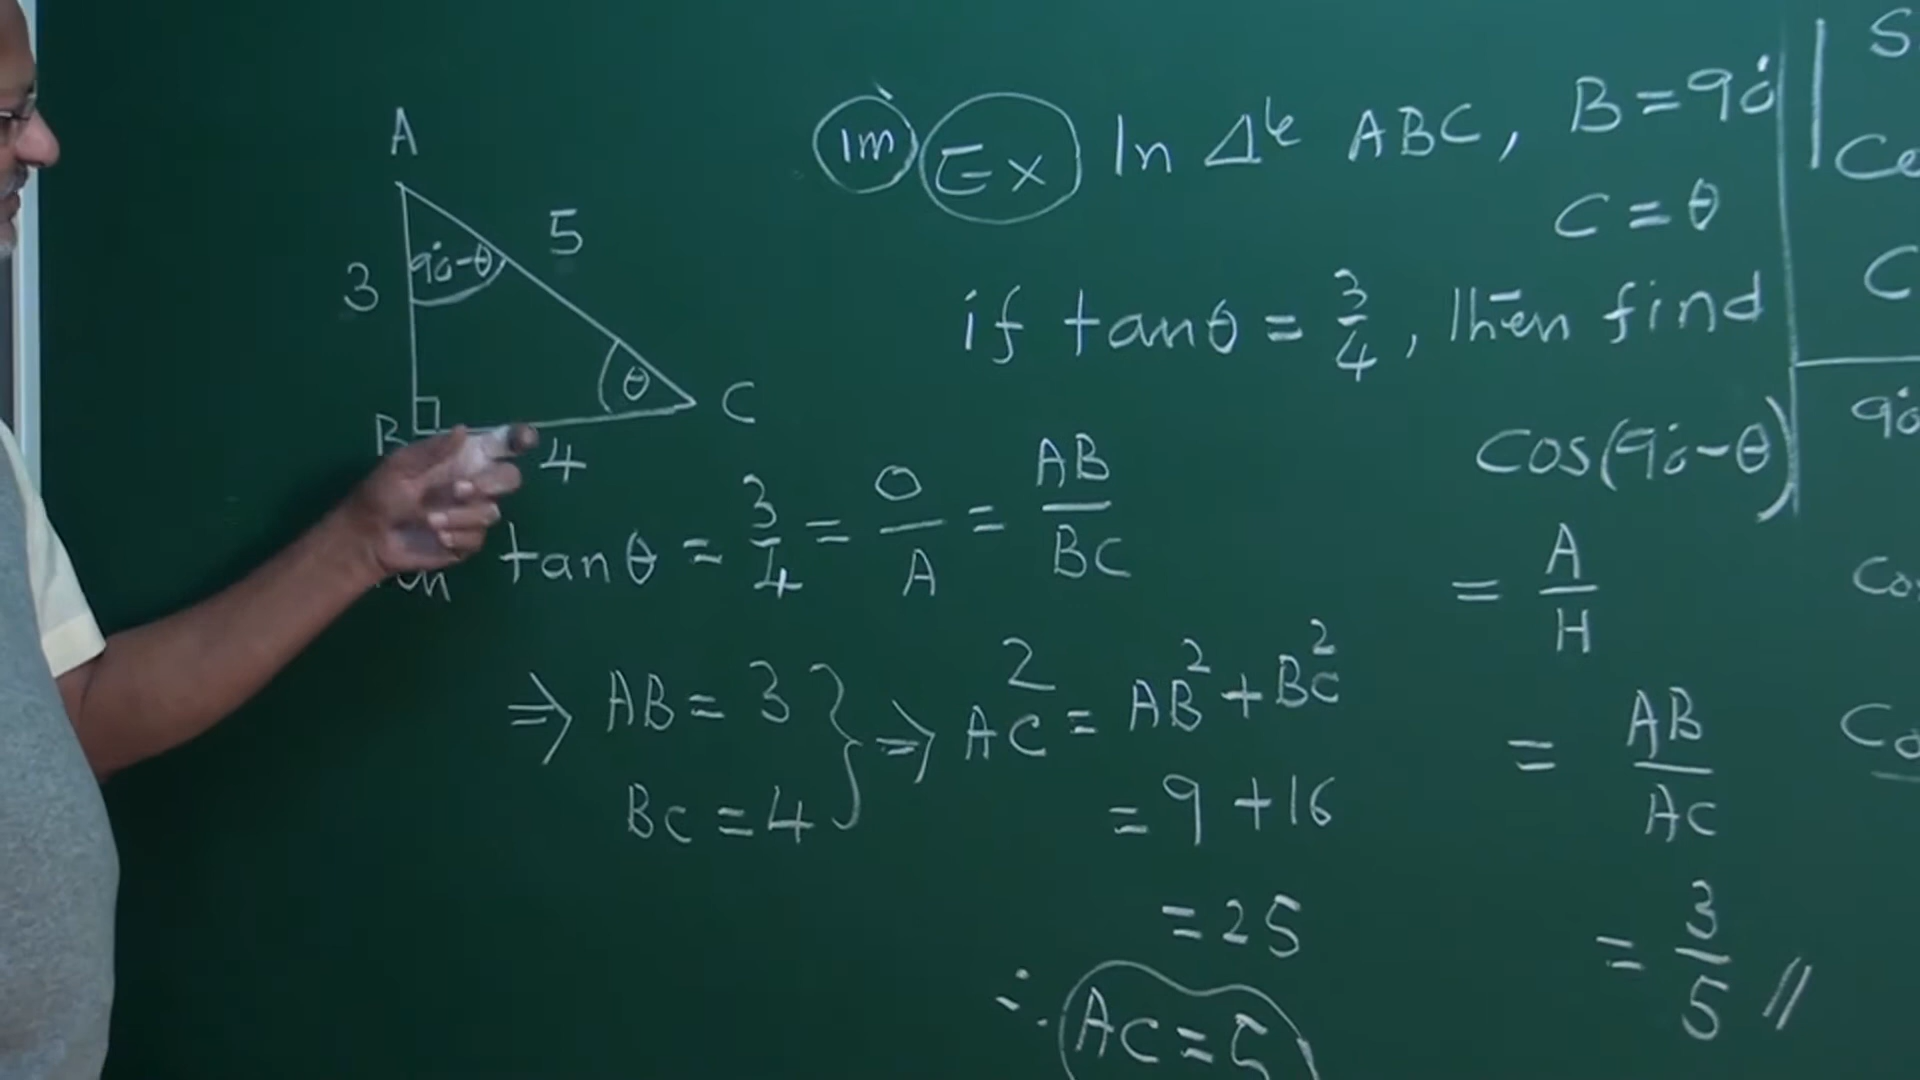 A
5
3
90°-θ
θ
C
B
4
1m Ex In Δle ABC, B = 90°
C = θ
if tanθ = 3/4, then find
Cos(90°-θ)
tanθ = 3/4 = O/A = AB/BC
= A/H
⇒ AB = 3 } ⇒ AC² = AB² + BC²
BC = 4
= AB/AC
= 9 + 16
= 25
= 3/5 //
∴ AC = 5
90°
C